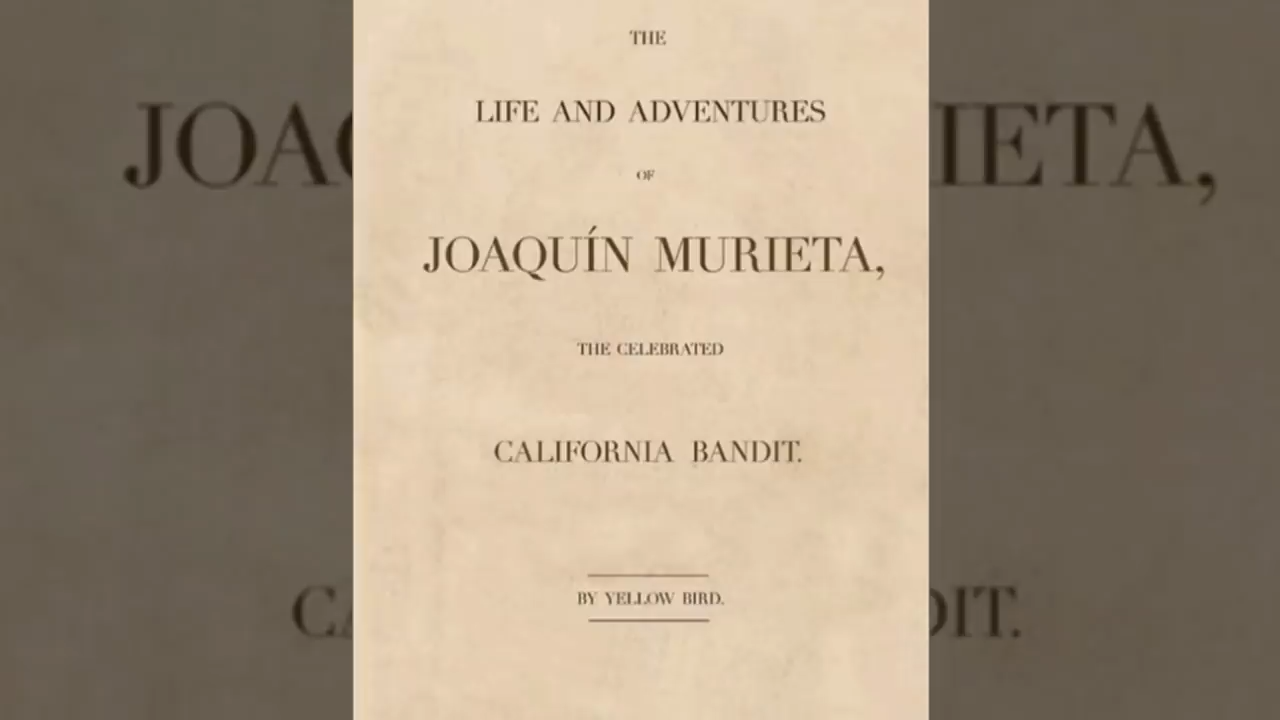 THE
LIFE AND ADVENTURES
OF
JOAQUÍN MURIETA,
THE CELEBRATED
CALIFORNIA BANDIT.
BY YELLOW BIRD.